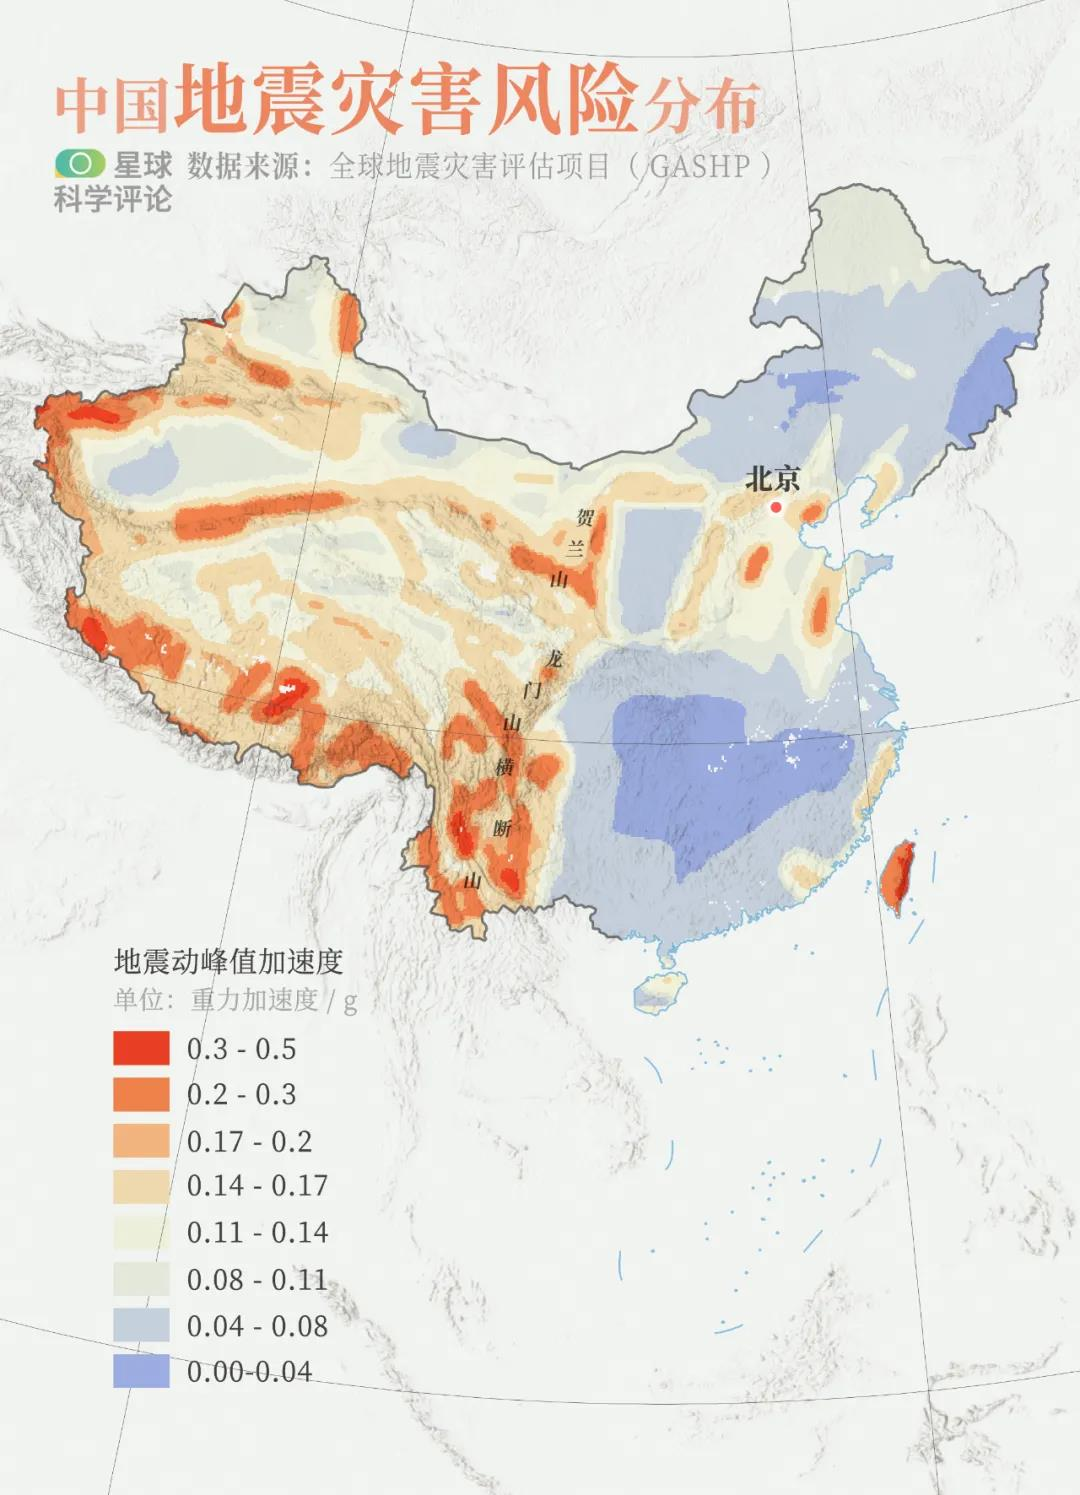 中国地震灾害风险分布
星球科学评论
数据来源：全球地震灾害评估项目（GASHP）
北京
贺兰山
龙门山
横断山
地震动峰值加速度
单位：重力加速度 / g
0.3 - 0.5
0.2 - 0.3
0.17 - 0.2
0.14 - 0.17
0.11 - 0.14
0.08 - 0.11
0.04 - 0.08
0.00-0.04